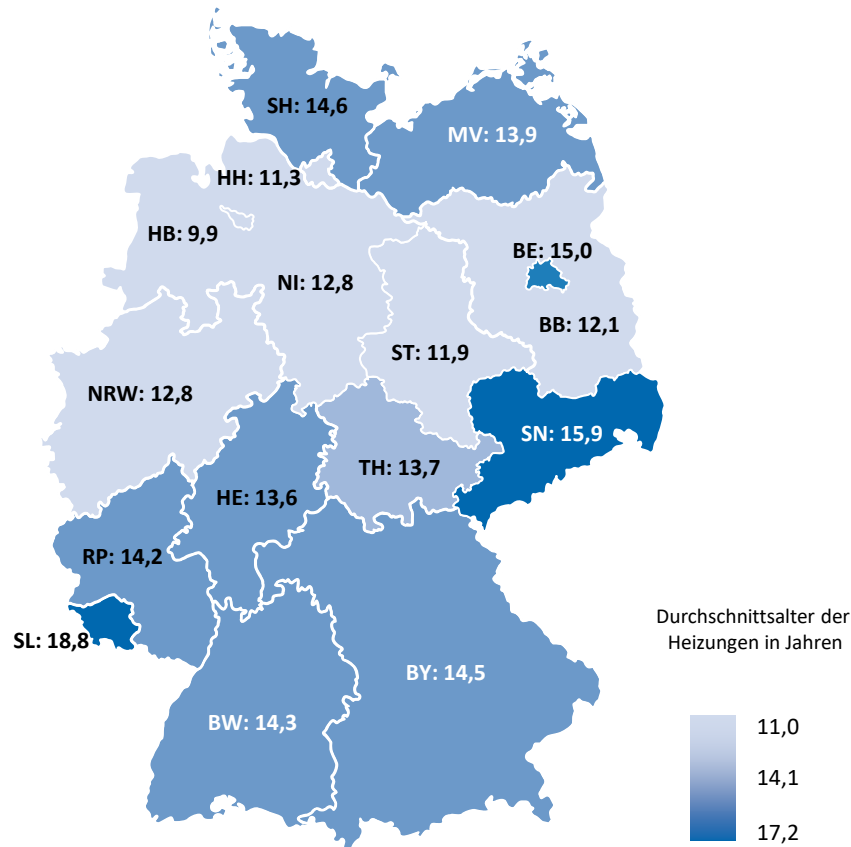 SH: 14,6
MV: 13,9
HH: 11,3
HB: 9,9
BE: 15,0
NI: 12,8
BB: 12,1
ST: 11,9
NRW: 12,8
SN: 15,9
TH: 13,7
HE: 13,6
RP: 14,2
SL: 18,8
BY: 14,5
BW: 14,3
Durchschnittsalter der
Heizungen in Jahren
11,0
14,1
17,2